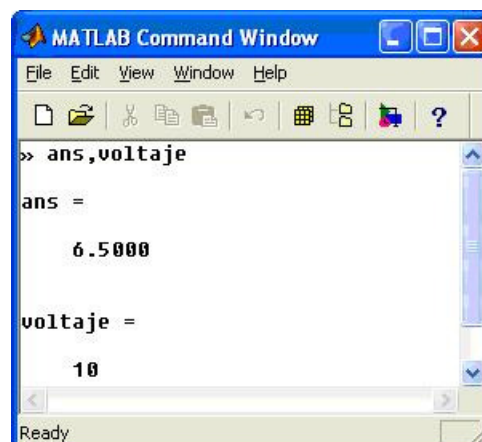 MATLAB Command Window
File Edit View Window Help
?
» ans,voltaje
ans =
6.5000
voltaje =
10
Ready